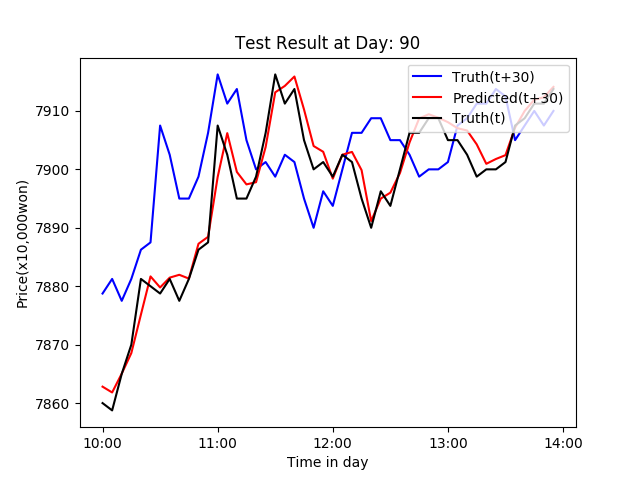 Test Result at Day: 90
Truth(t+30)
Predicted(t+30)
Truth(t)
Price(x10,000won)
7910
7900
7890
7880
7870
7860
10:00 11:00 12:00 13:00 14:00
Time in day